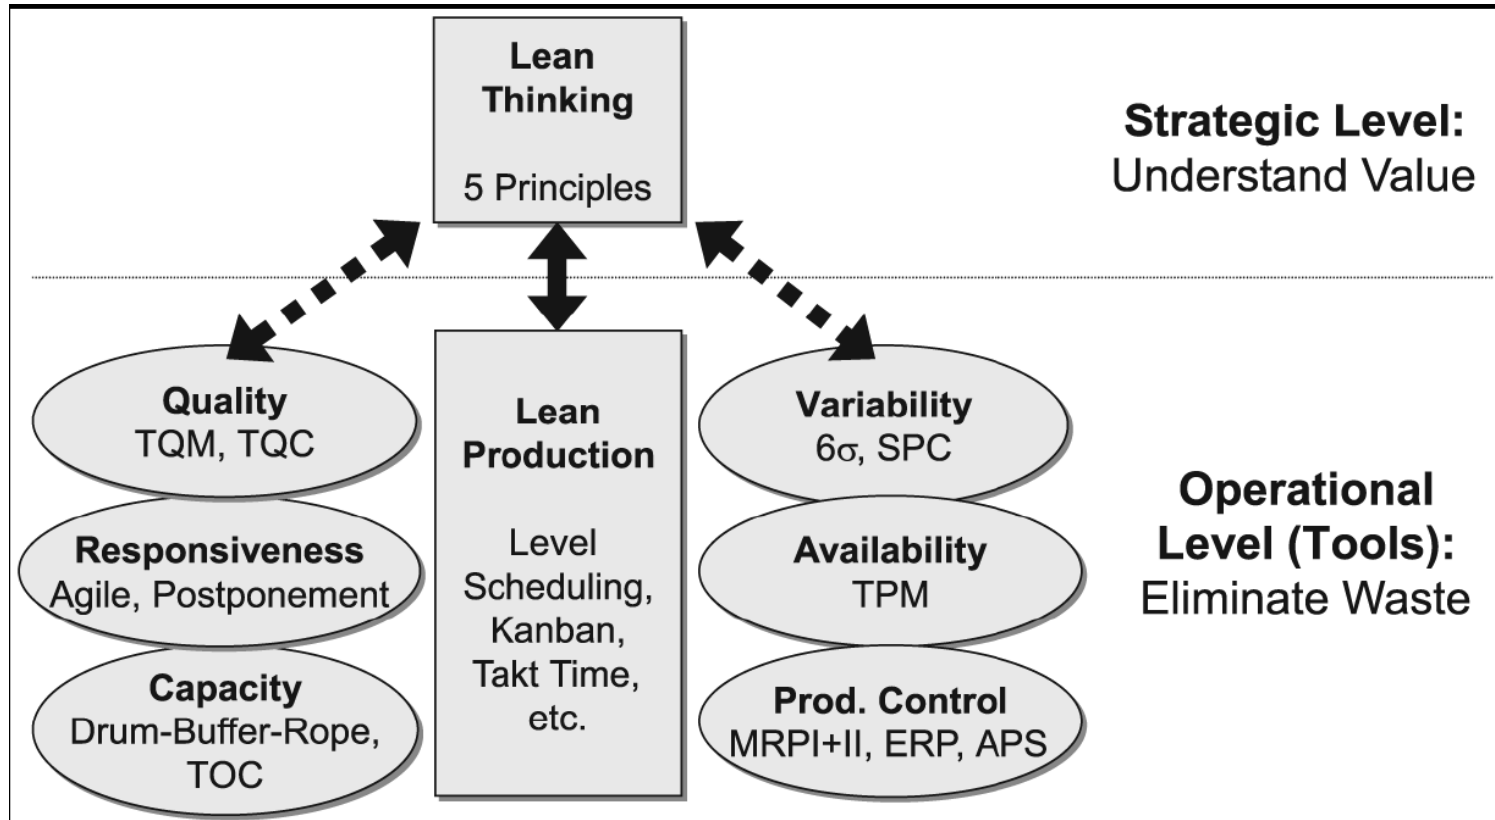 Lean
Thinking
5 Principles
Strategic Level:
Understand Value
Quality
TQM, TQC
Responsiveness
Agile, Postponement
Capacity
Drum-Buffer-Rope,
TOC
Lean
Production
Level
Scheduling,
Kanban,
Takt Time,
etc.
Variability
6σ, SPC
Availability
TPM
Prod. Control
MRPI+II, ERP, APS
Operational
Level (Tools):
Eliminate Waste